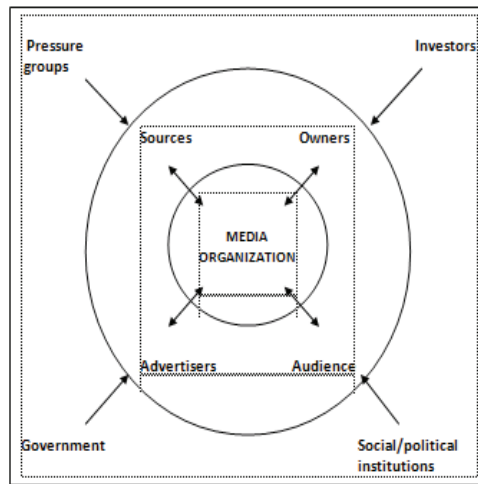 Pressure
groups
Investors
Sources
Owners
MEDIA
ORGANIZATION
Advertisers
Audience
Government
Social/political
institutions